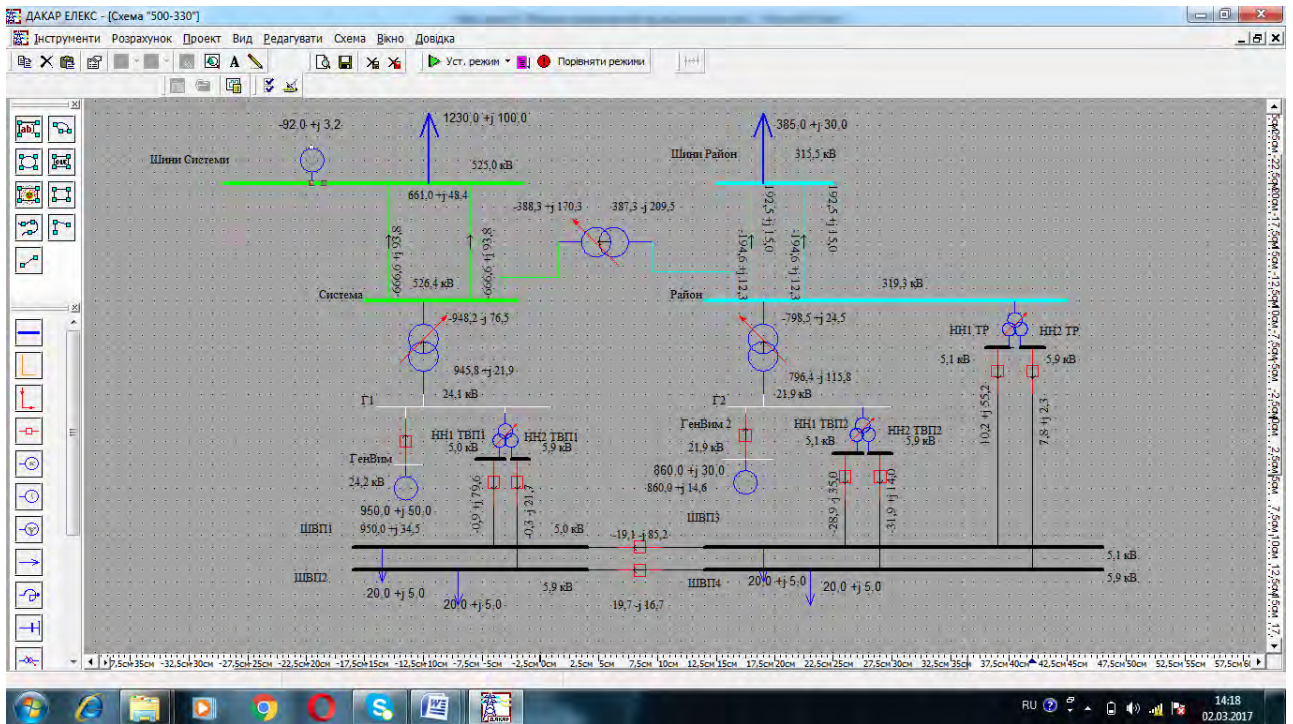 ДАКАР ЕЛЕКС - [Схема "500-330"]
Інструменти Розрахунок Проект Вид Редагувати Схема Вікно Довідка
Уст. режим Порівняти режими
-92,0 +j 3,2
1230,0 +j 100,0
385,0 +j 30,0
Шини Системи
525,0 кВ
Шини Район
315,5 кВ
661,0 +j 48,4
-388,3 +j 170,3
387,3 -j 209,5
192,5 +j 15,0
192,5 +j 15,0
-666,6 +j 93,8
-666,6 +j 93,8
-194,6 +j 12,3
-194,6 +j 12,3
Система
526,4 кВ
Район
319,3 кВ
-948,2 -j 76,5
-798,5 +j 24,5
НН1 ТР
НН2 ТР
5,1 кВ
5,9 кВ
945,8 +j 21,9
796,4 -j 115,8
24,1 кВ
21,9 кВ
Г1
Г2
10,2 +j 55,2
7,8 +j 2,3
НН1 ТВП1
НН2 ТВП1
5,0 кВ
5,9 кВ
ГенВим 2
НН1 ТВП2
НН2 ТВП2
5,1 кВ
5,9 кВ
21,9 кВ
ГенВим
24,2 кВ
860,0 +j 30,0
860,0 +j 14,6
950,0 +j 50,0
950,0 +j 34,5
-0,9 +j 79,6
-0,3 -j 21,7
-28,9 -j 35,0
-31,9 +j 14,0
ШВП1
5,0 кВ
-19,1 -j 85,2
ШВП3
5,1 кВ
ШВП2
5,9 кВ
ШВП4
5,9 кВ
20,0 +j 5,0
20,0 +j 5,0
20,0 +j 5,0
20,0 +j 5,0
19,7 -j 16,7
RU
14:18
02.03.2017